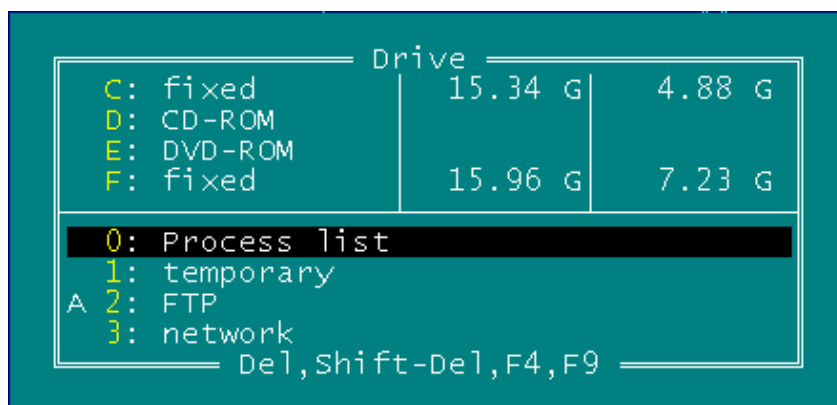 Drive
C: fixed 15.34 G 4.88 G
D: CD-ROM
E: DVD-ROM
F: fixed 15.96 G 7.23 G
0: Process list
1: temporary
A 2: FTP
3: network
Del,Shift-Del,F4,F9